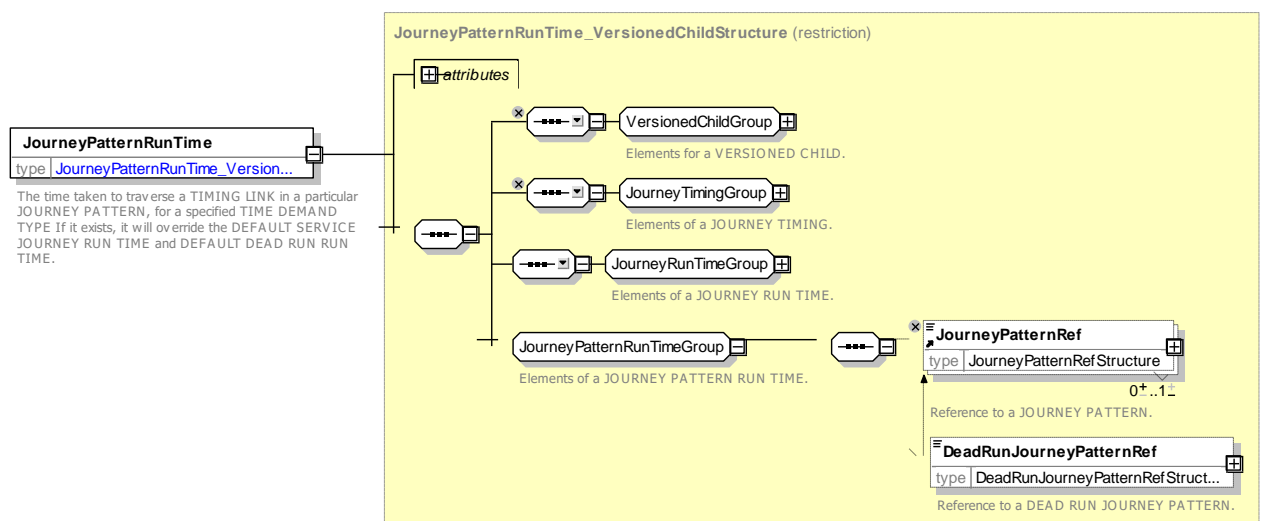 JourneyPatternRunTime_VersionedChildStructure (restriction)
attributes
VersionedChildGroup
Elements for a VERSIONED CHILD.
JourneyPatternRunTime
type JourneyPatternRunTime_Version...
The time taken to traverse a TIMING LINK in a particular
JOURNEY PATTERN, for a specified TIME DEMAND
TYPE If it exists, it will override the DEFAULT SERVICE
JOURNEY RUN TIME and DEFAULT DEAD RUN RUN
TIME.
JourneyTimingGroup
Elements of a JOURNEY TIMING.
JourneyRunTimeGroup
Elements of a JOURNEY RUN TIME.
JourneyPatternRunTimeGroup
Elements of a JOURNEY PATTERN RUN TIME.
JourneyPatternRef
type JourneyPatternRefStructure
0±..1±
Reference to a JOURNEY PATTERN.
DeadRunJourneyPatternRef
type DeadRunJourneyPatternRefStruct...
Reference to a DEAD RUN JOURNEY PATTERN.